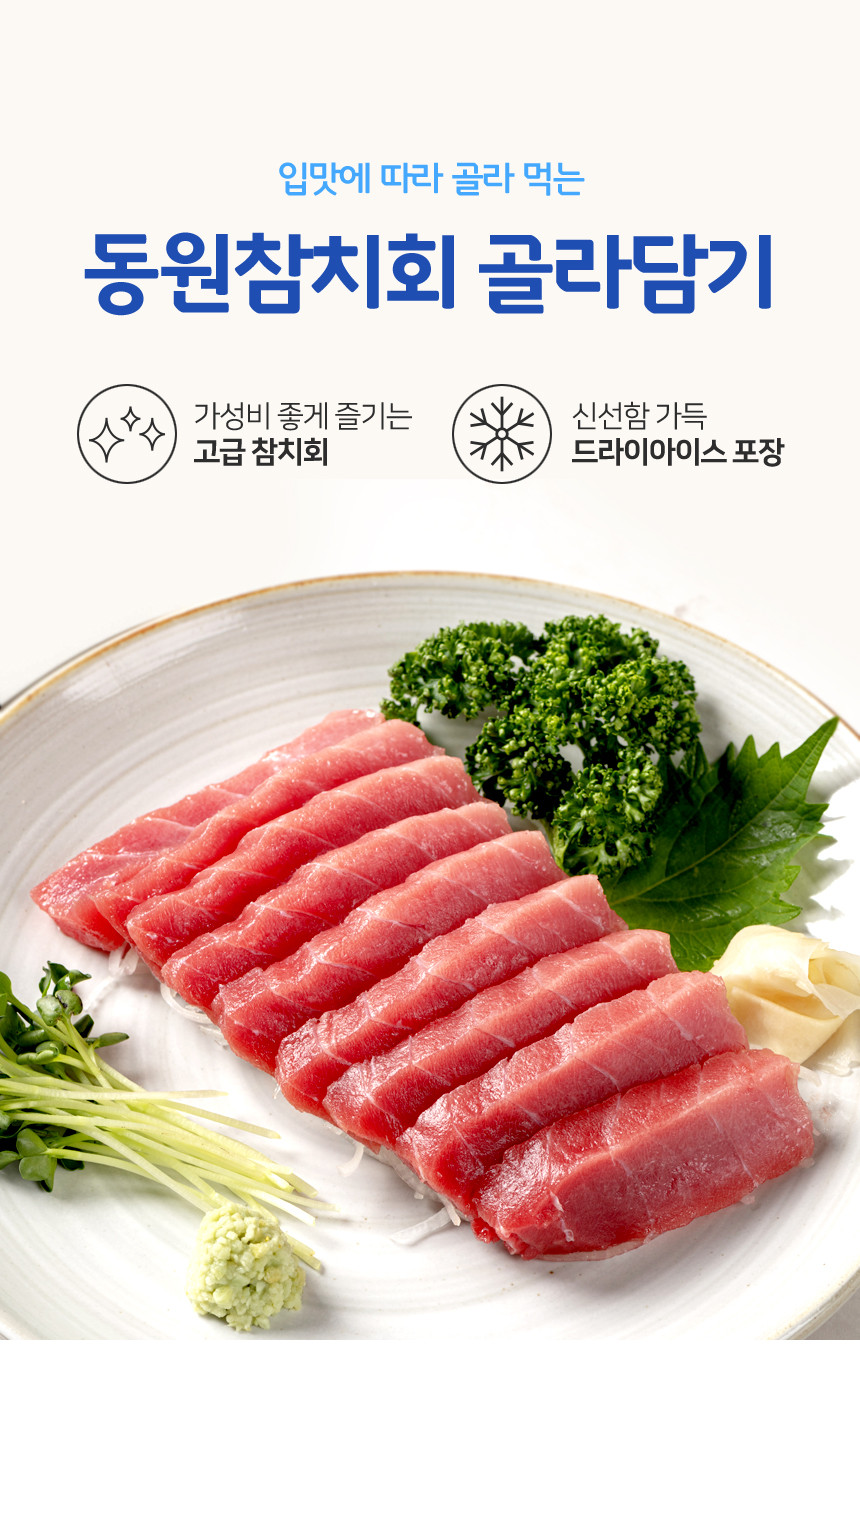 입맛에 따라 골라 먹는
동원참치회 골라담기
가성비 좋게 즐기는
고급 참치회
신선함 가득
드라이아이스 포장